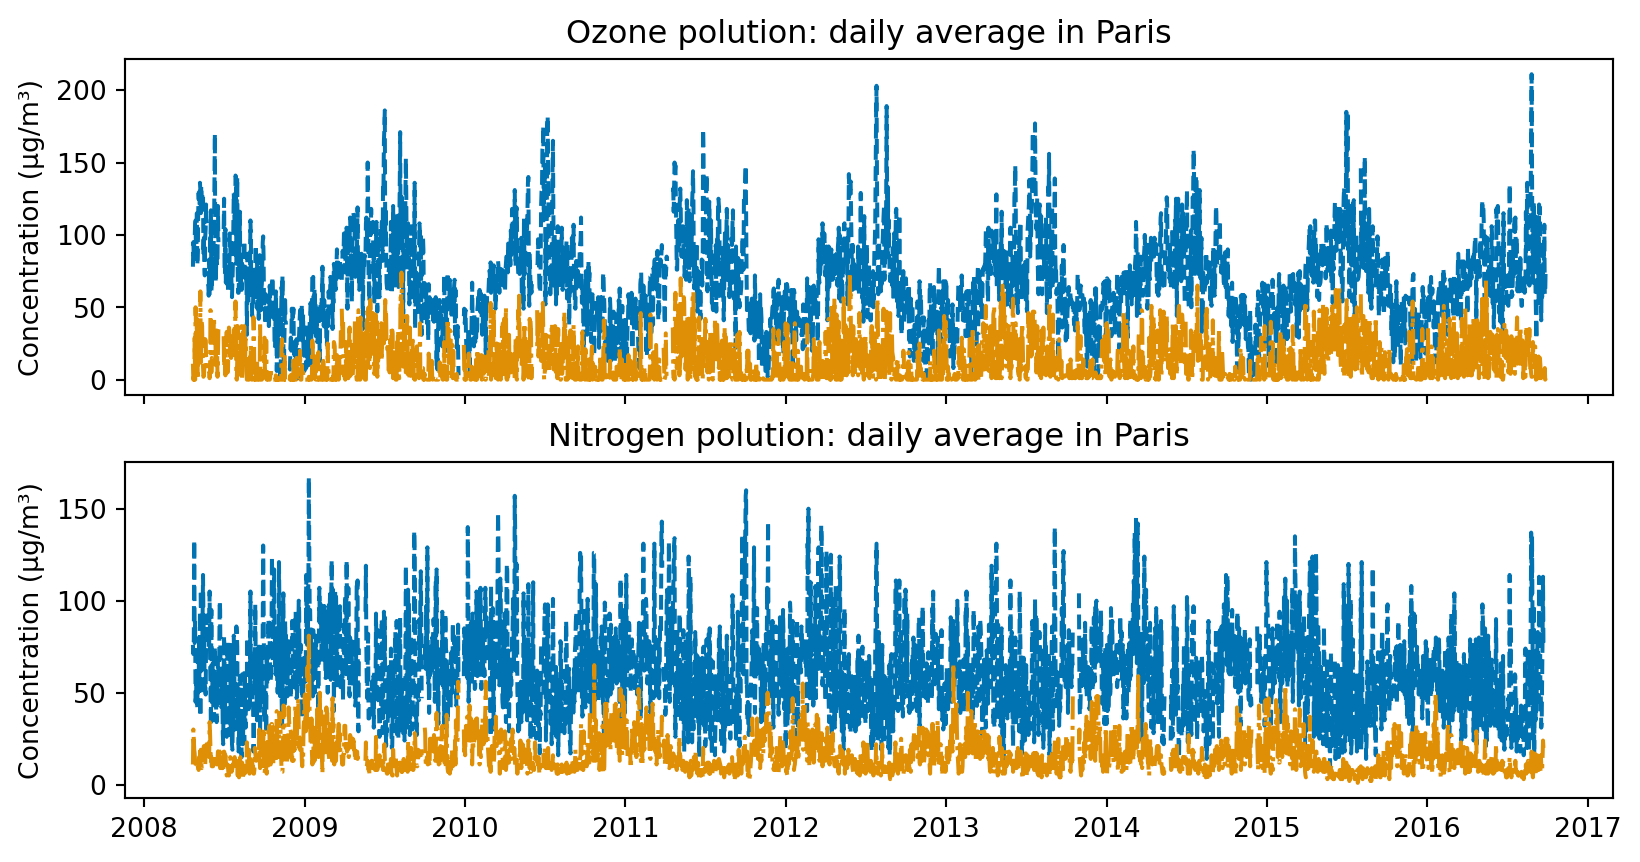 Ozone polution: daily average in Paris
Concentration (µg/m³)
200
150
100
50
0
Nitrogen polution: daily average in Paris
Concentration (µg/m³)
150
100
50
0
2008 2009 2010 2011 2012 2013 2014 2015 2016 2017